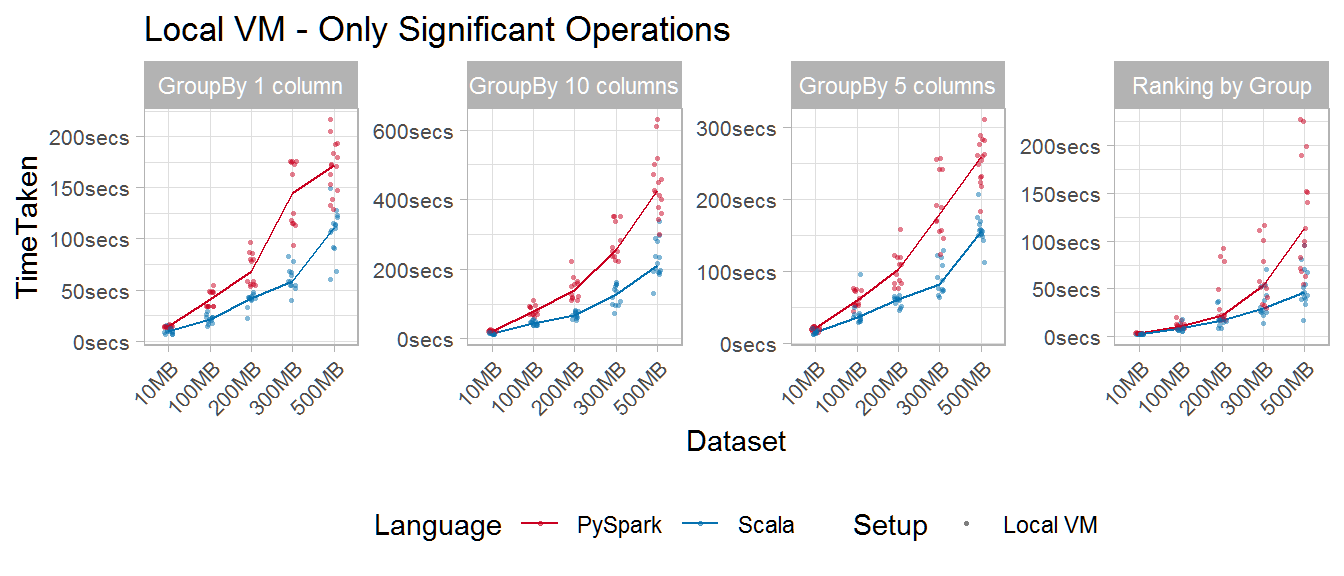 Local VM - Only Significant Operations
GroupBy 1 column
GroupBy 10 columns
GroupBy 5 columns
Ranking by Group
TimeTaken
200secs
150secs
100secs
50secs
0secs
600secs
400secs
200secs
0secs
300secs
200secs
100secs
0secs
200secs
150secs
100secs
50secs
0secs
10MB 100MB 200MB 300MB 500MB
10MB 100MB 200MB 300MB 500MB
10MB 100MB 200MB 300MB 500MB
10MB 100MB 200MB 300MB 500MB
Dataset
Language PySpark Scala Setup Local VM